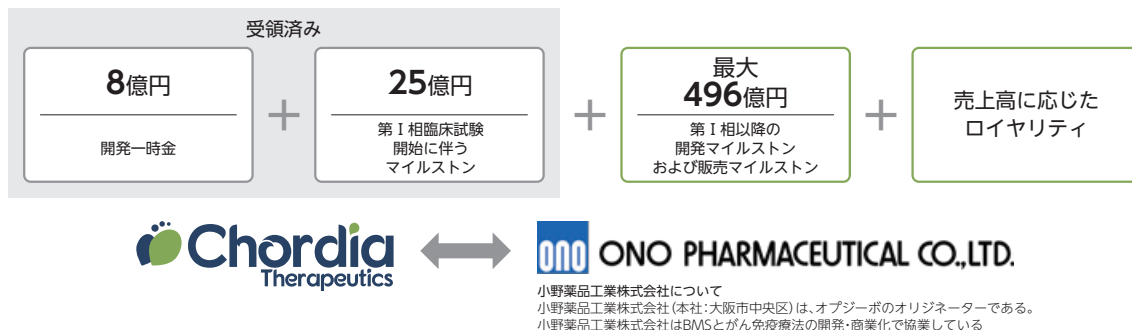 受領済み
8億円
開発一時金
+
25億円
第Ⅰ相臨床試験
開始に伴う
マイルストン
+
最大
496億円
第Ⅰ相以降の
開発マイルストン
および販売マイルストン
+
売上高に応じた
ロイヤリティ
Chordia
Therapeutics
ono ONO PHARMACEUTICAL CO.,LTD.
小野薬品工業株式会社について
小野薬品工業株式会社(本社:大阪市中央区)は、オプジーボのオリジネーターである。
小野薬品工業株式会社はBMSとがん免疫療法の開発・商業化で協業している